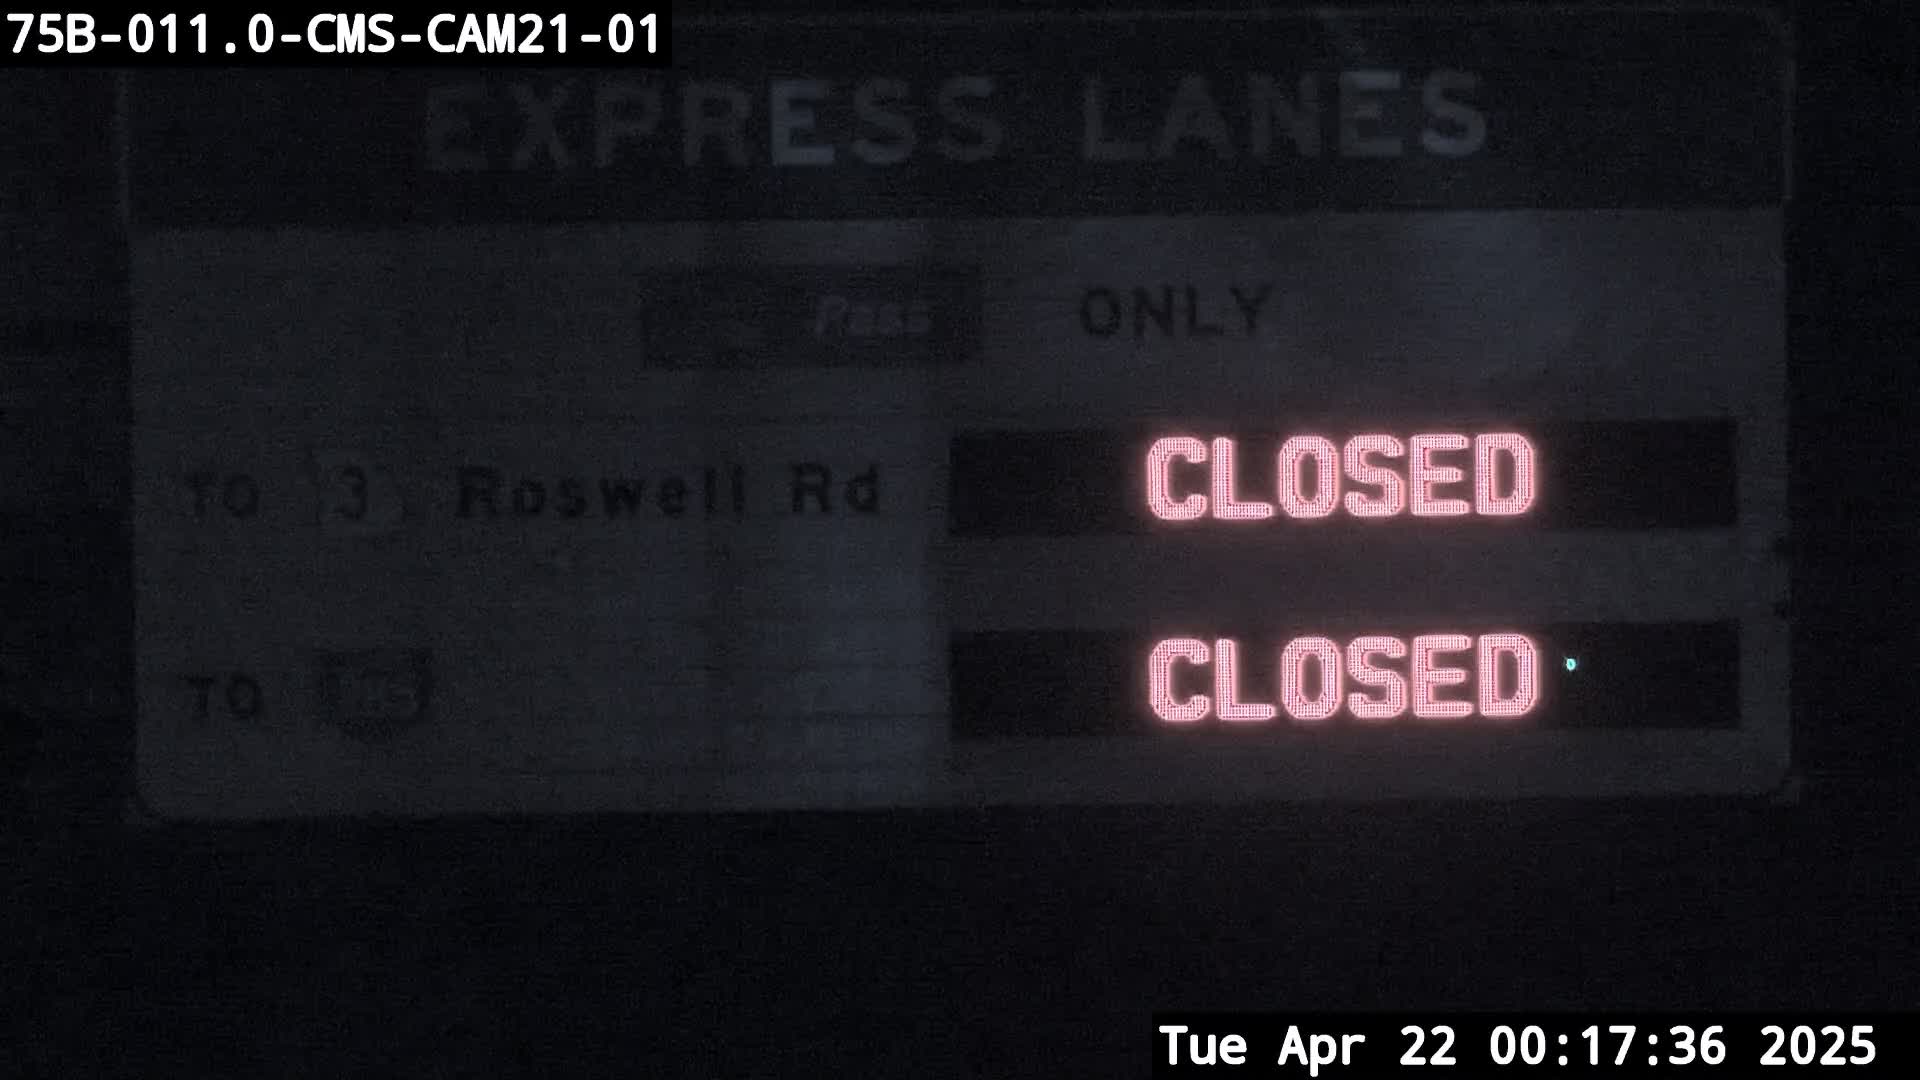 75B-011.0-CMS-CAM21-01
EXPRESS LANES
Pass ONLY
TO 3 Roswell Rd CLOSED
TO CLOSED
Tue Apr 22 00:17:36 2025